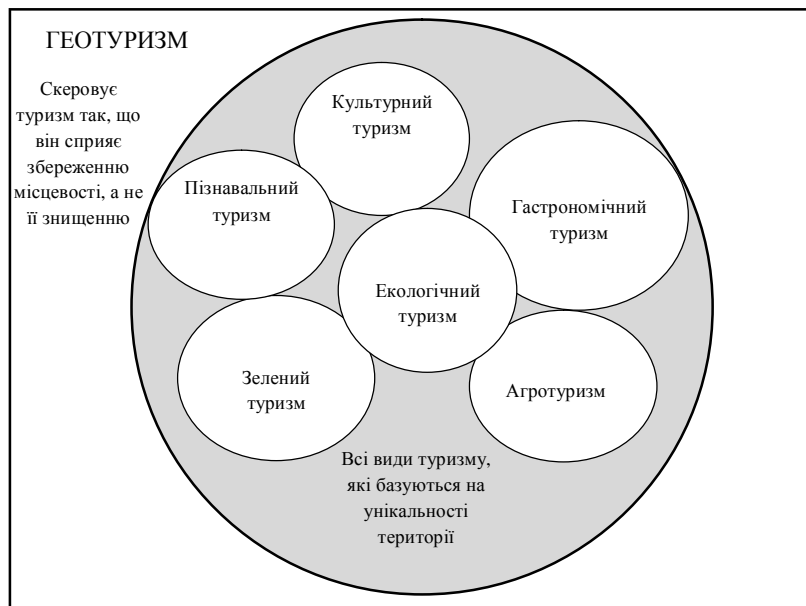 ГЕОТУРИЗМ
Скеровує
туризм так, що
він сприяє
збереженню
місцевості, а не
її знищенню
Культурний
туризм
Пізнавальний
туризм
Гастрономічний
туризм
Екологічний
туризм
Зелений
туризм
Агротуризм
Всі види туризму,
які базуються на
унікальності
території